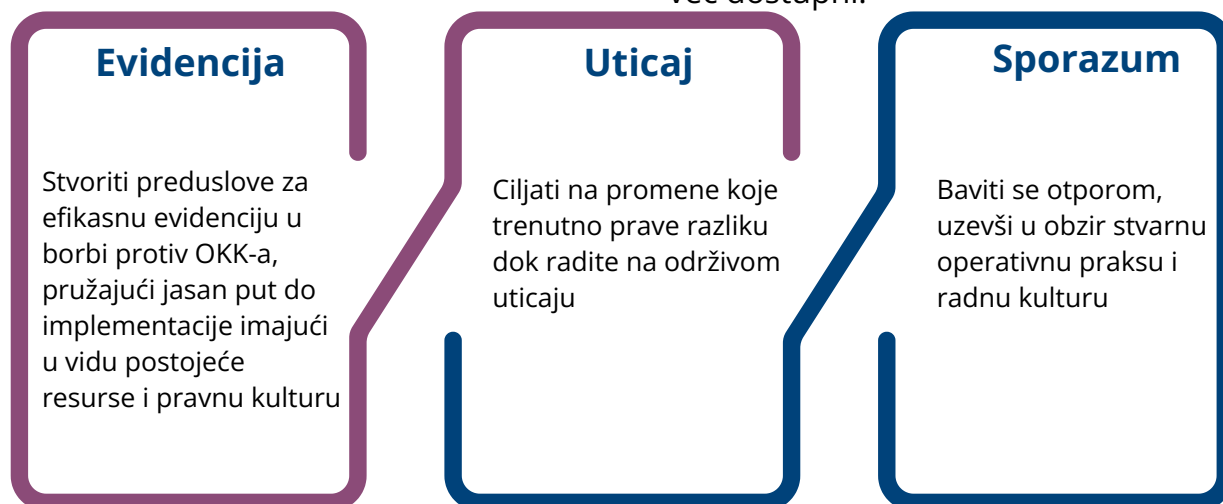 već dostupni.
Evidencija
Stvoriti preduslove za
efikasnu evidenciju u
borbi protiv OKK-a,
pružajući jasan put do
implementacije imajući
u vidu postojeće
resurse i pravnu kulturu
Uticaj
Ciljati na promene koje
trenutno prave razliku
dok radite na održivom
uticaju
Sporazum
Baviti se otporom,
uzevši u obzir stvarnu
operativnu praksu i
radnu kulturu